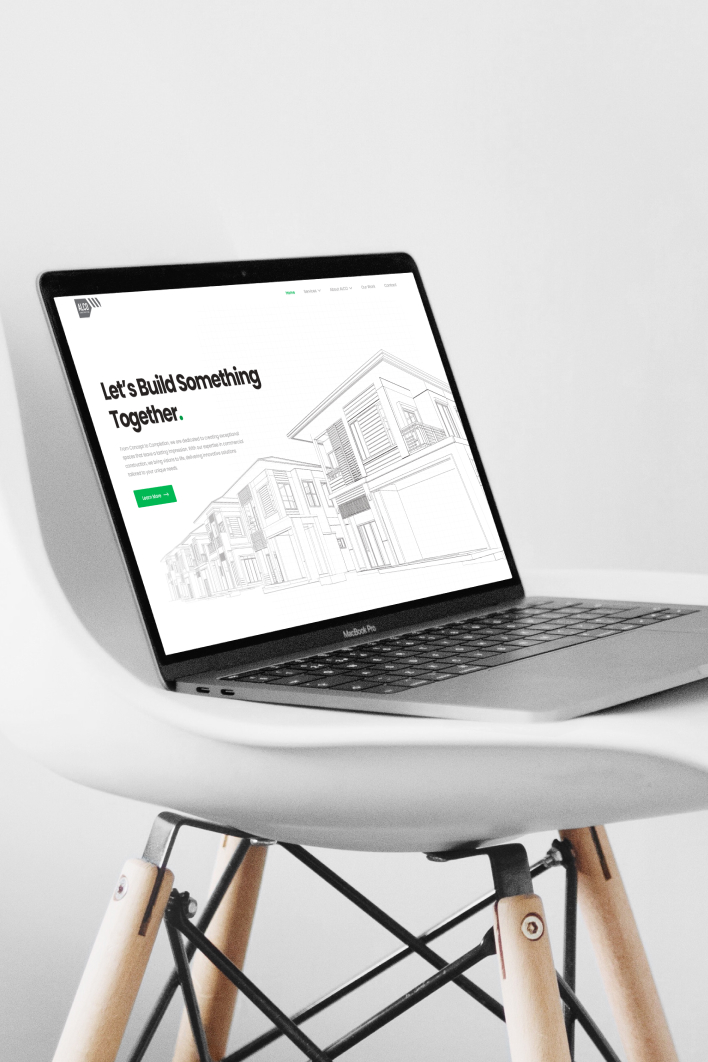 ALCO
Home Services About ALCO Our Work Contact
Let's Build Something
Together.
From Concept to Completion, we are dedicated to creating exceptional
spaces that leave a lasting impression. With our expertise in commercial
construction, we bring visions to life, delivering innovative solutions
tailored to your unique needs.
Learn More →
MacBook Pro